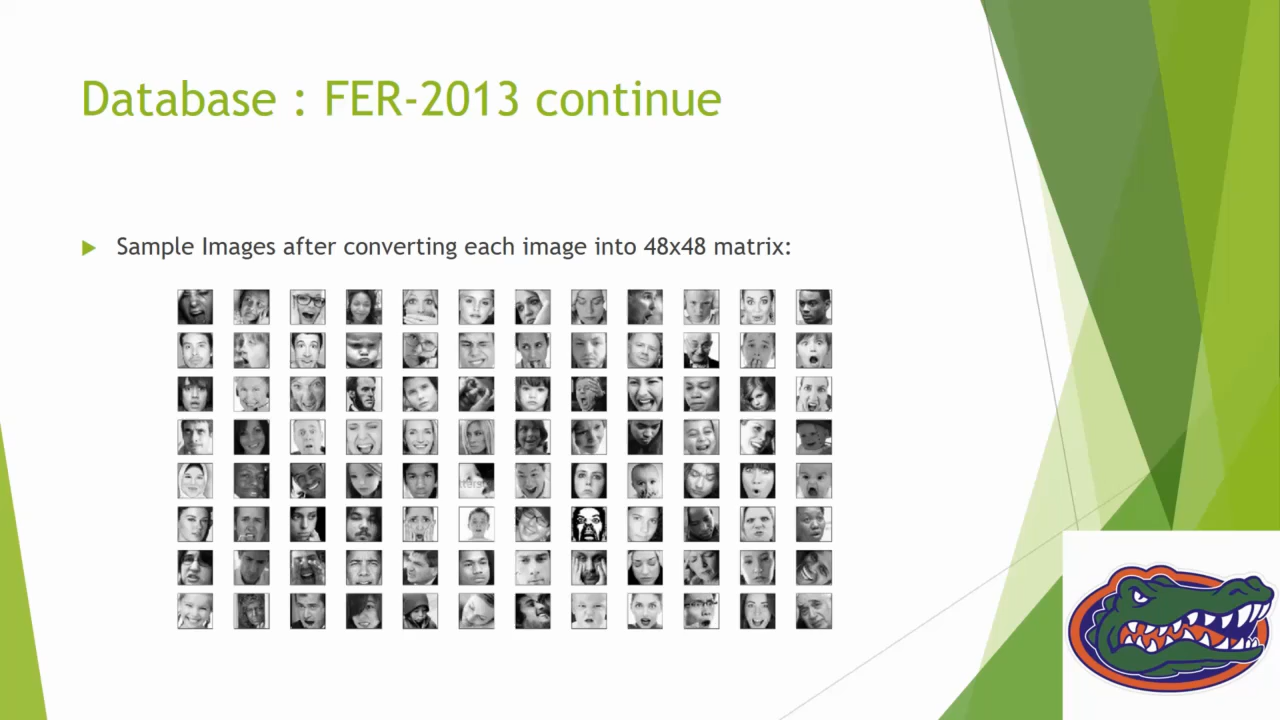 Database : FER-2013 continue
Sample Images after converting each image into 48x48 matrix: